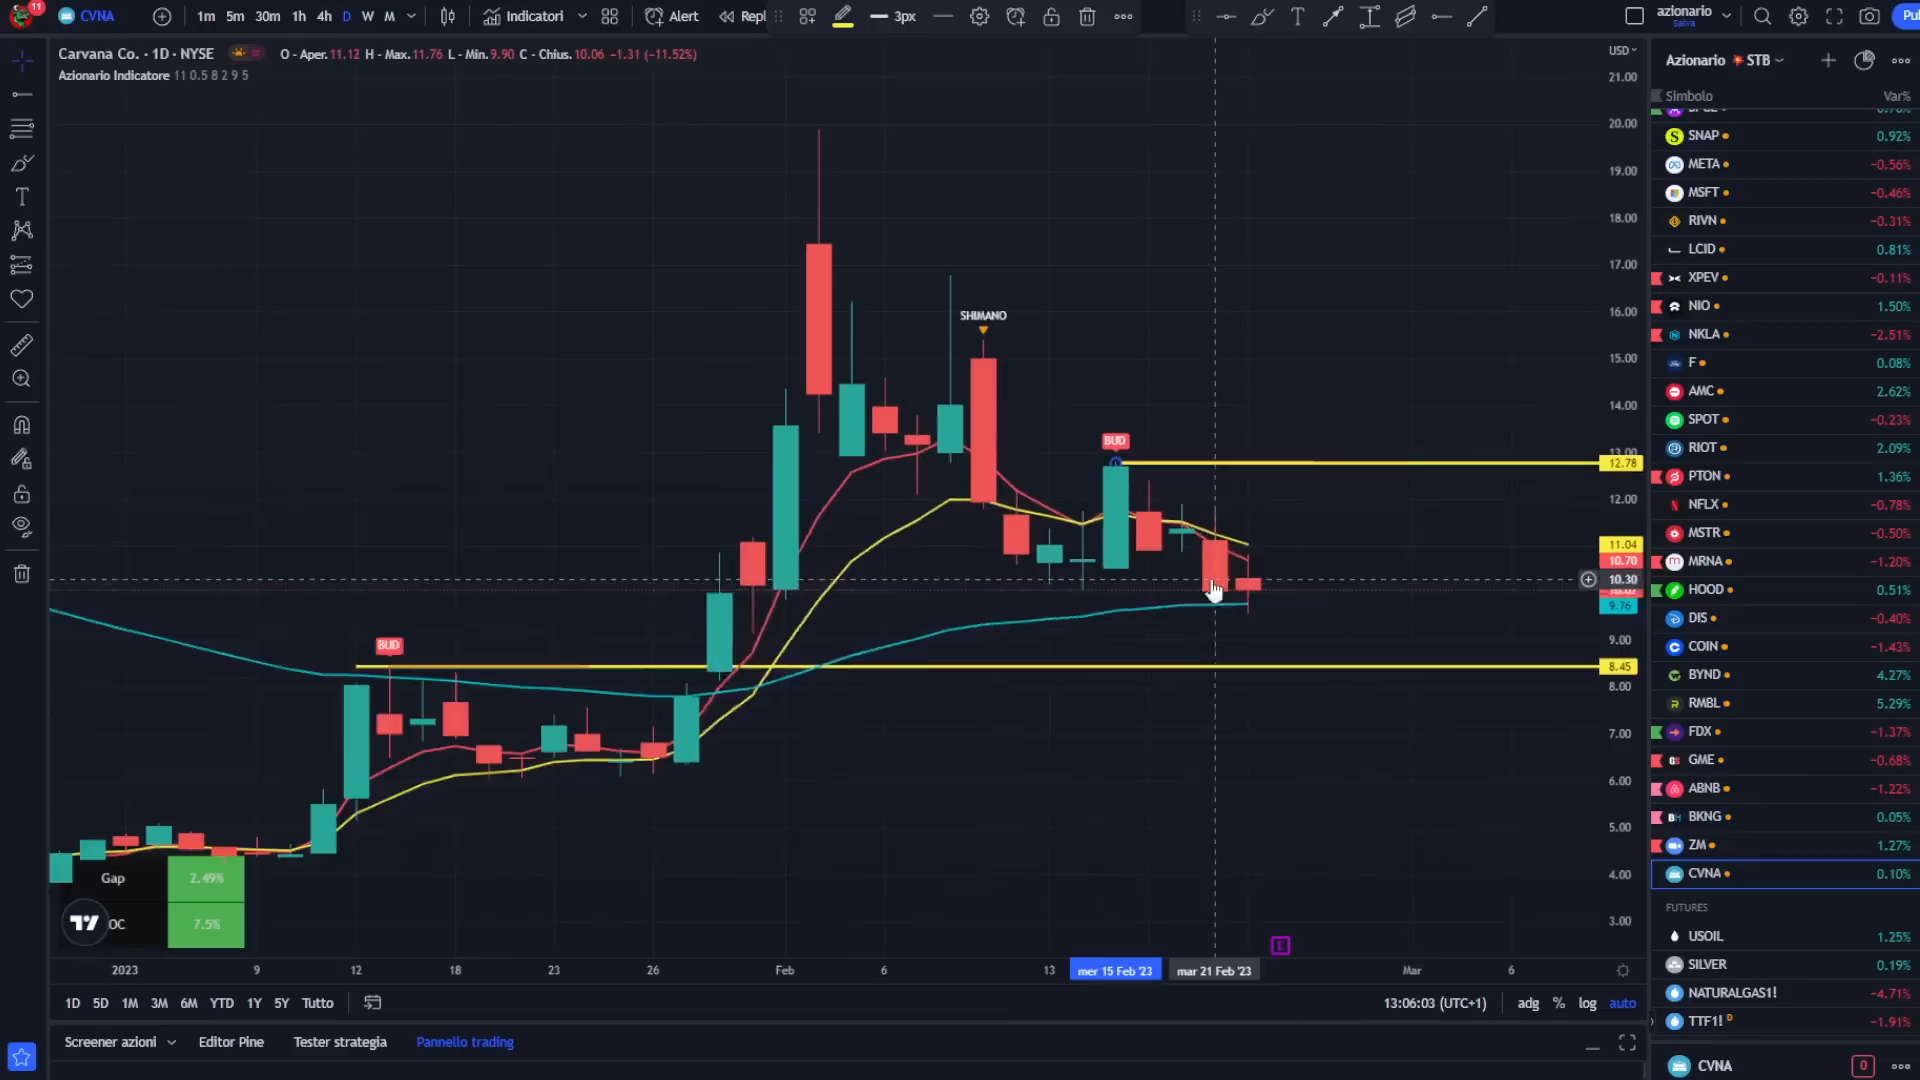 11
CVNA
1m 5m 30m 1h 4h D W M
Indicatori
Alert
Repl
3px
azionario
Salva
Pul
Carvana Co. · 1D · NYSE
O - Aper.11.12 H - Max.11.76 L - Min.9.90 C - Chius.10.06 −1.31 (−11.52%)
Azionario Indicatore 11 0.5 8 2 9 5
USD
21.00
20.00
19.00
18.00
17.00
16.00
15.00
14.00
13.00
12.78
12.00
11.04
10.70
10.30
9.76
9.00
8.45
8.00
7.00
6.00
5.00
4.00
3.00
SHIMANO
BUD
BUD
Gap 2.49%
OC 7.5%
E
2023 9 12 18 23 26 Feb 6 13 mer 15 Feb '23 mar 21 Feb '23 Mar 6
1D 5D 1M 3M 6M YTD 1Y 5Y Tutto
13:06:03 (UTC+1) adg % log auto
Screener azioni Editor Pine Tester strategia Pannello trading
Azionario STB
Simbolo Var%
SNAP 0.92%
META −0.56%
MSFT −0.46%
RIVN −0.31%
LCID 0.81%
XPEV −0.11%
NIO 1.50%
NKLA −2.51%
F 0.08%
AMC 2.62%
SPOT −0.23%
RIOT 2.09%
PTON 1.36%
NFLX −0.78%
MSTR −0.50%
MRNA −1.20%
HOOD 0.51%
DIS −0.40%
COIN −1.43%
BYND 4.27%
RMBL 5.29%
FDX −1.37%
GME −0.68%
ABNB −1.22%
BKNG 0.05%
ZM 1.27%
CVNA 0.10%
FUTURES
USOIL 1.25%
SILVER 0.19%
NATURALGAS1! −4.71%
TTF1! D −1.91%
CVNA 0